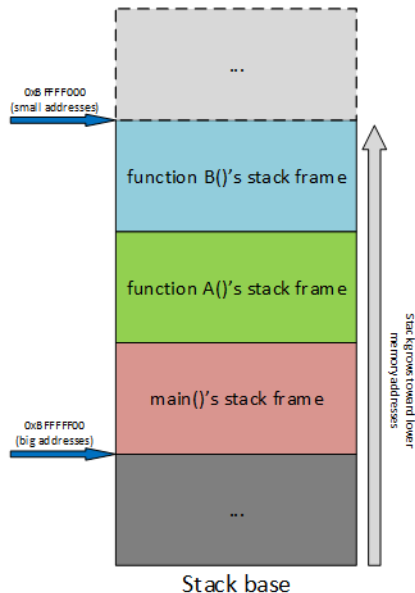 ...
0xBFFFF000
(small addresses)
function B()'s stack frame
function A()'s stack frame
Stack grows toward lower
memory addresses
main()'s stack frame
0xBFFFFF00
(big addresses)
...
Stack base